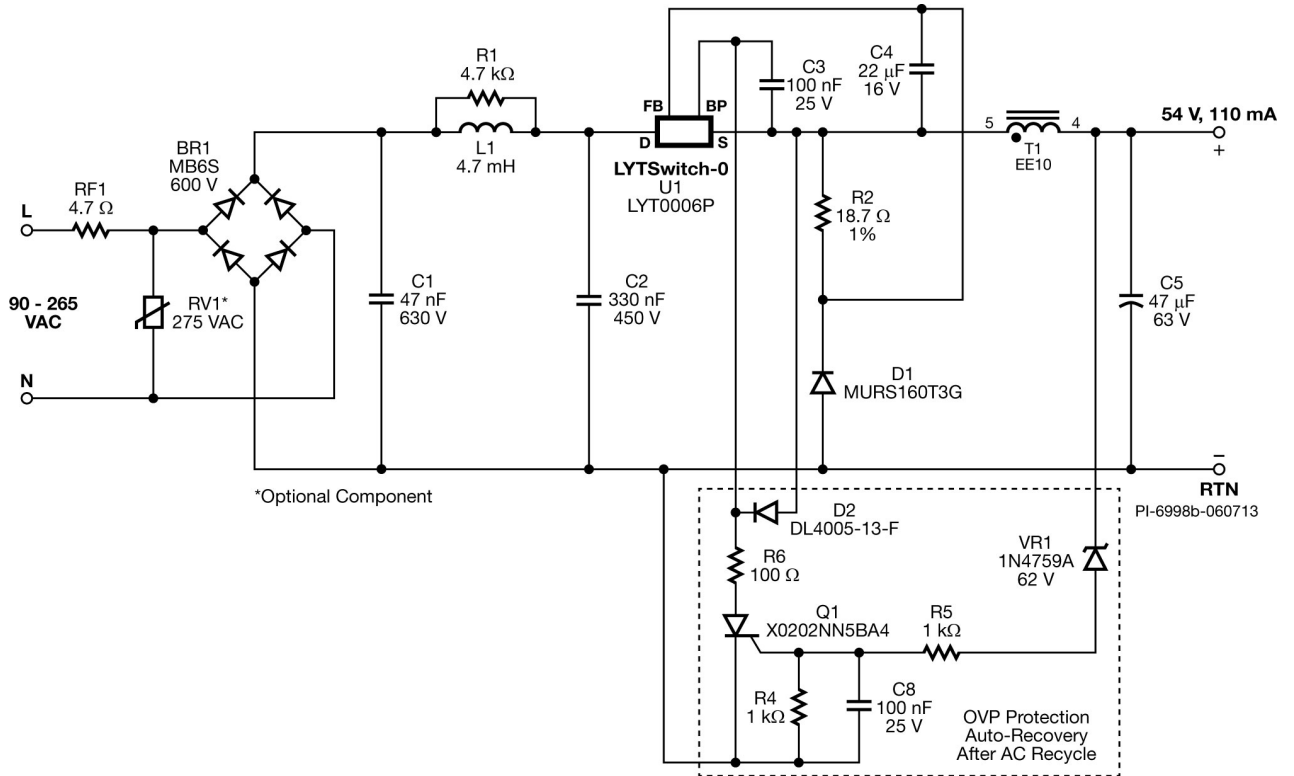 R1
4.7 kΩ
L1
4.7 mH
BR1
MB6S
600 V
RF1
4.7 Ω
L
90 - 265
VAC
N
RV1*
275 VAC
C1
47 nF
630 V
C2
330 nF
450 V
FB
BP
D
S
LYTSwitch-0
U1
LYT0006P
C3
100 nF
25 V
C4
22 μF
16 V
R2
18.7 Ω
1%
D1
MURS160T3G
5
4
T1
EE10
54 V, 110 mA
+
C5
47 μF
63 V
–
RTN
PI-6998b-060713
*Optional Component
D2
DL4005-13-F
R6
100 Ω
VR1
1N4759A
62 V
Q1
X0202NN5BA4
R5
1 kΩ
R4
1 kΩ
C8
100 nF
25 V
OVP Protection
Auto-Recovery
After AC Recycle